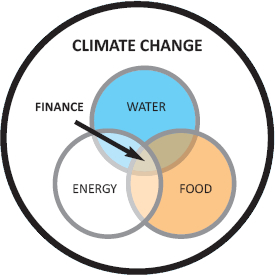 CLIMATE CHANGE
FINANCE
WATER
ENERGY
FOOD